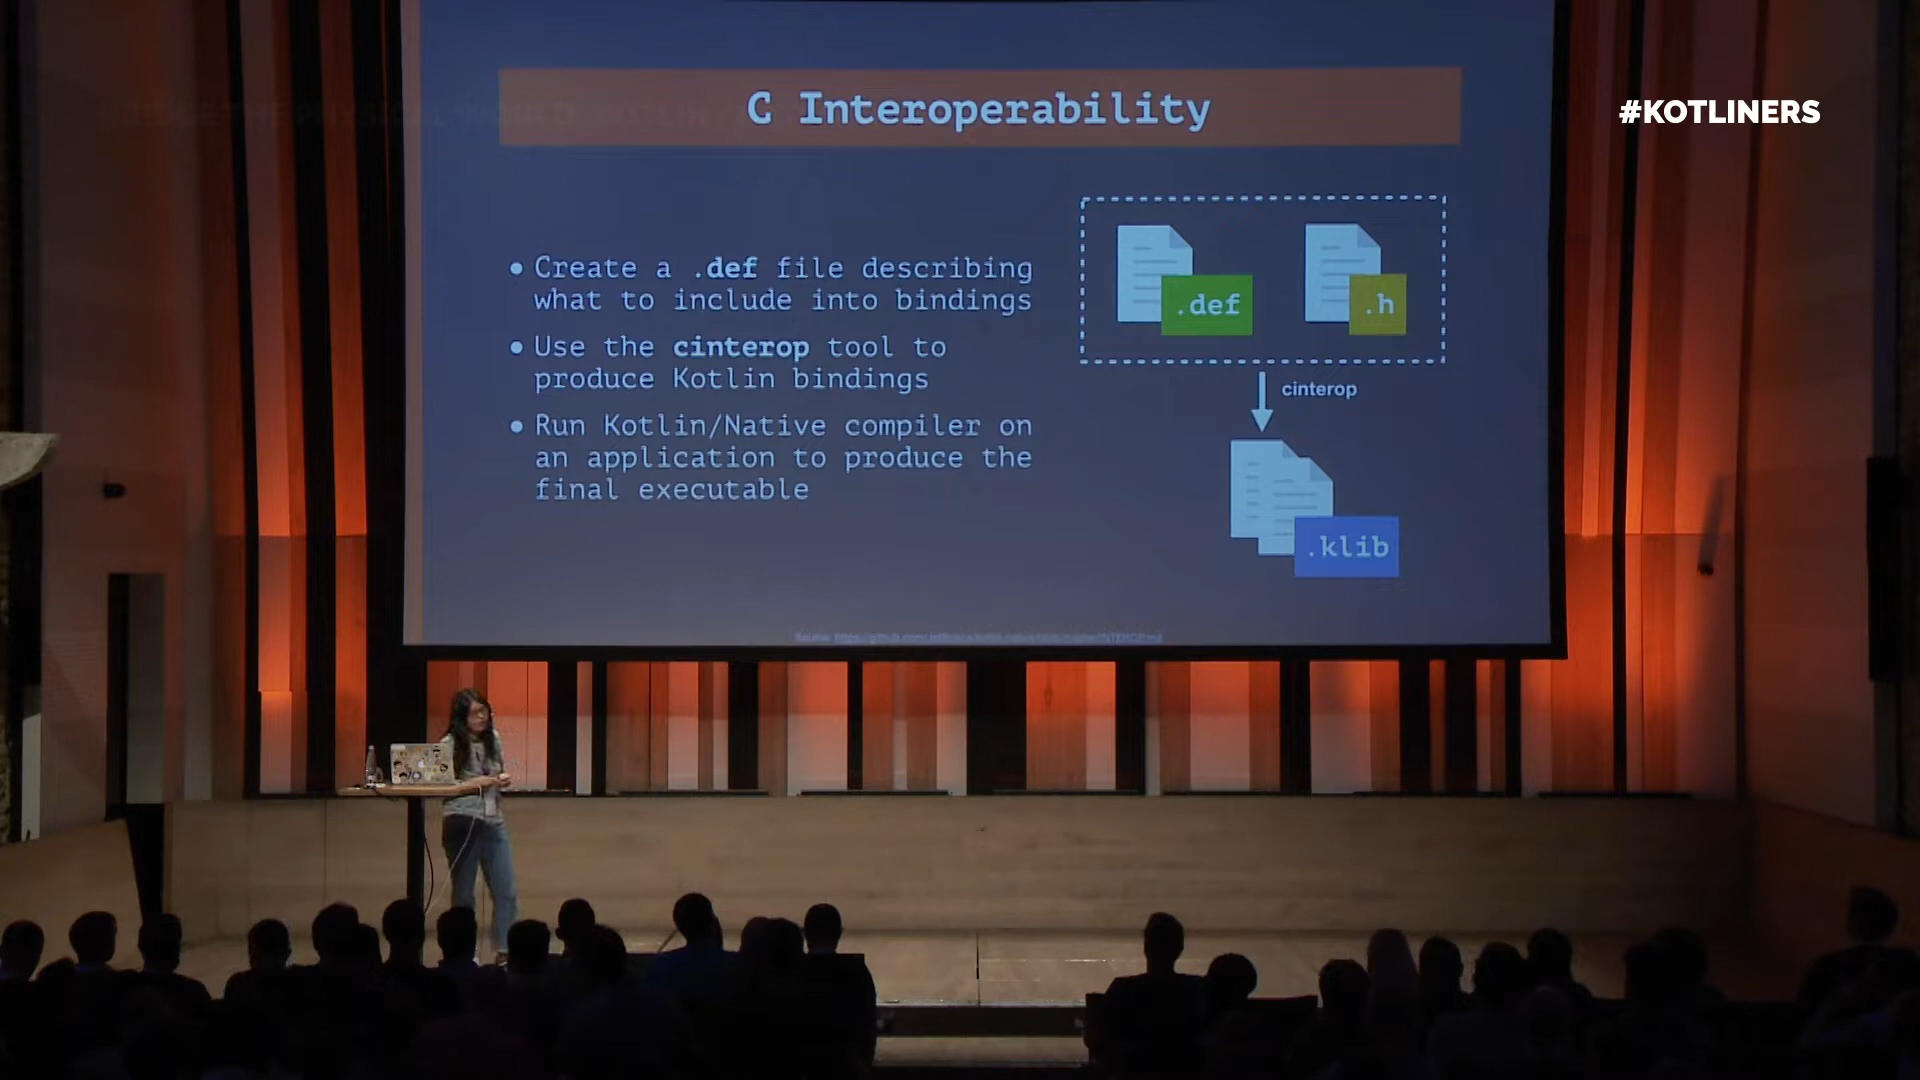 C Interoperability
#KOTLINERS
• Create a .def file describing
what to include into bindings
• Use the cinterop tool to
produce Kotlin bindings
• Run Kotlin/Native compiler on
an application to produce the
final executable
.def
.h
cinterop
.klib